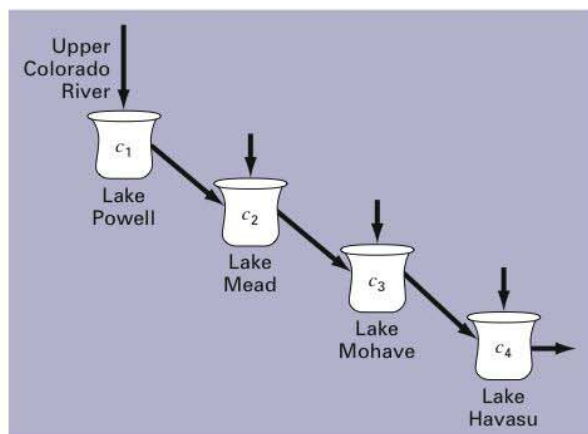 Upper
Colorado
River
c1
Lake
Powell
c2
Lake
Mead
c3
Lake
Mohave
c4
Lake
Havasu